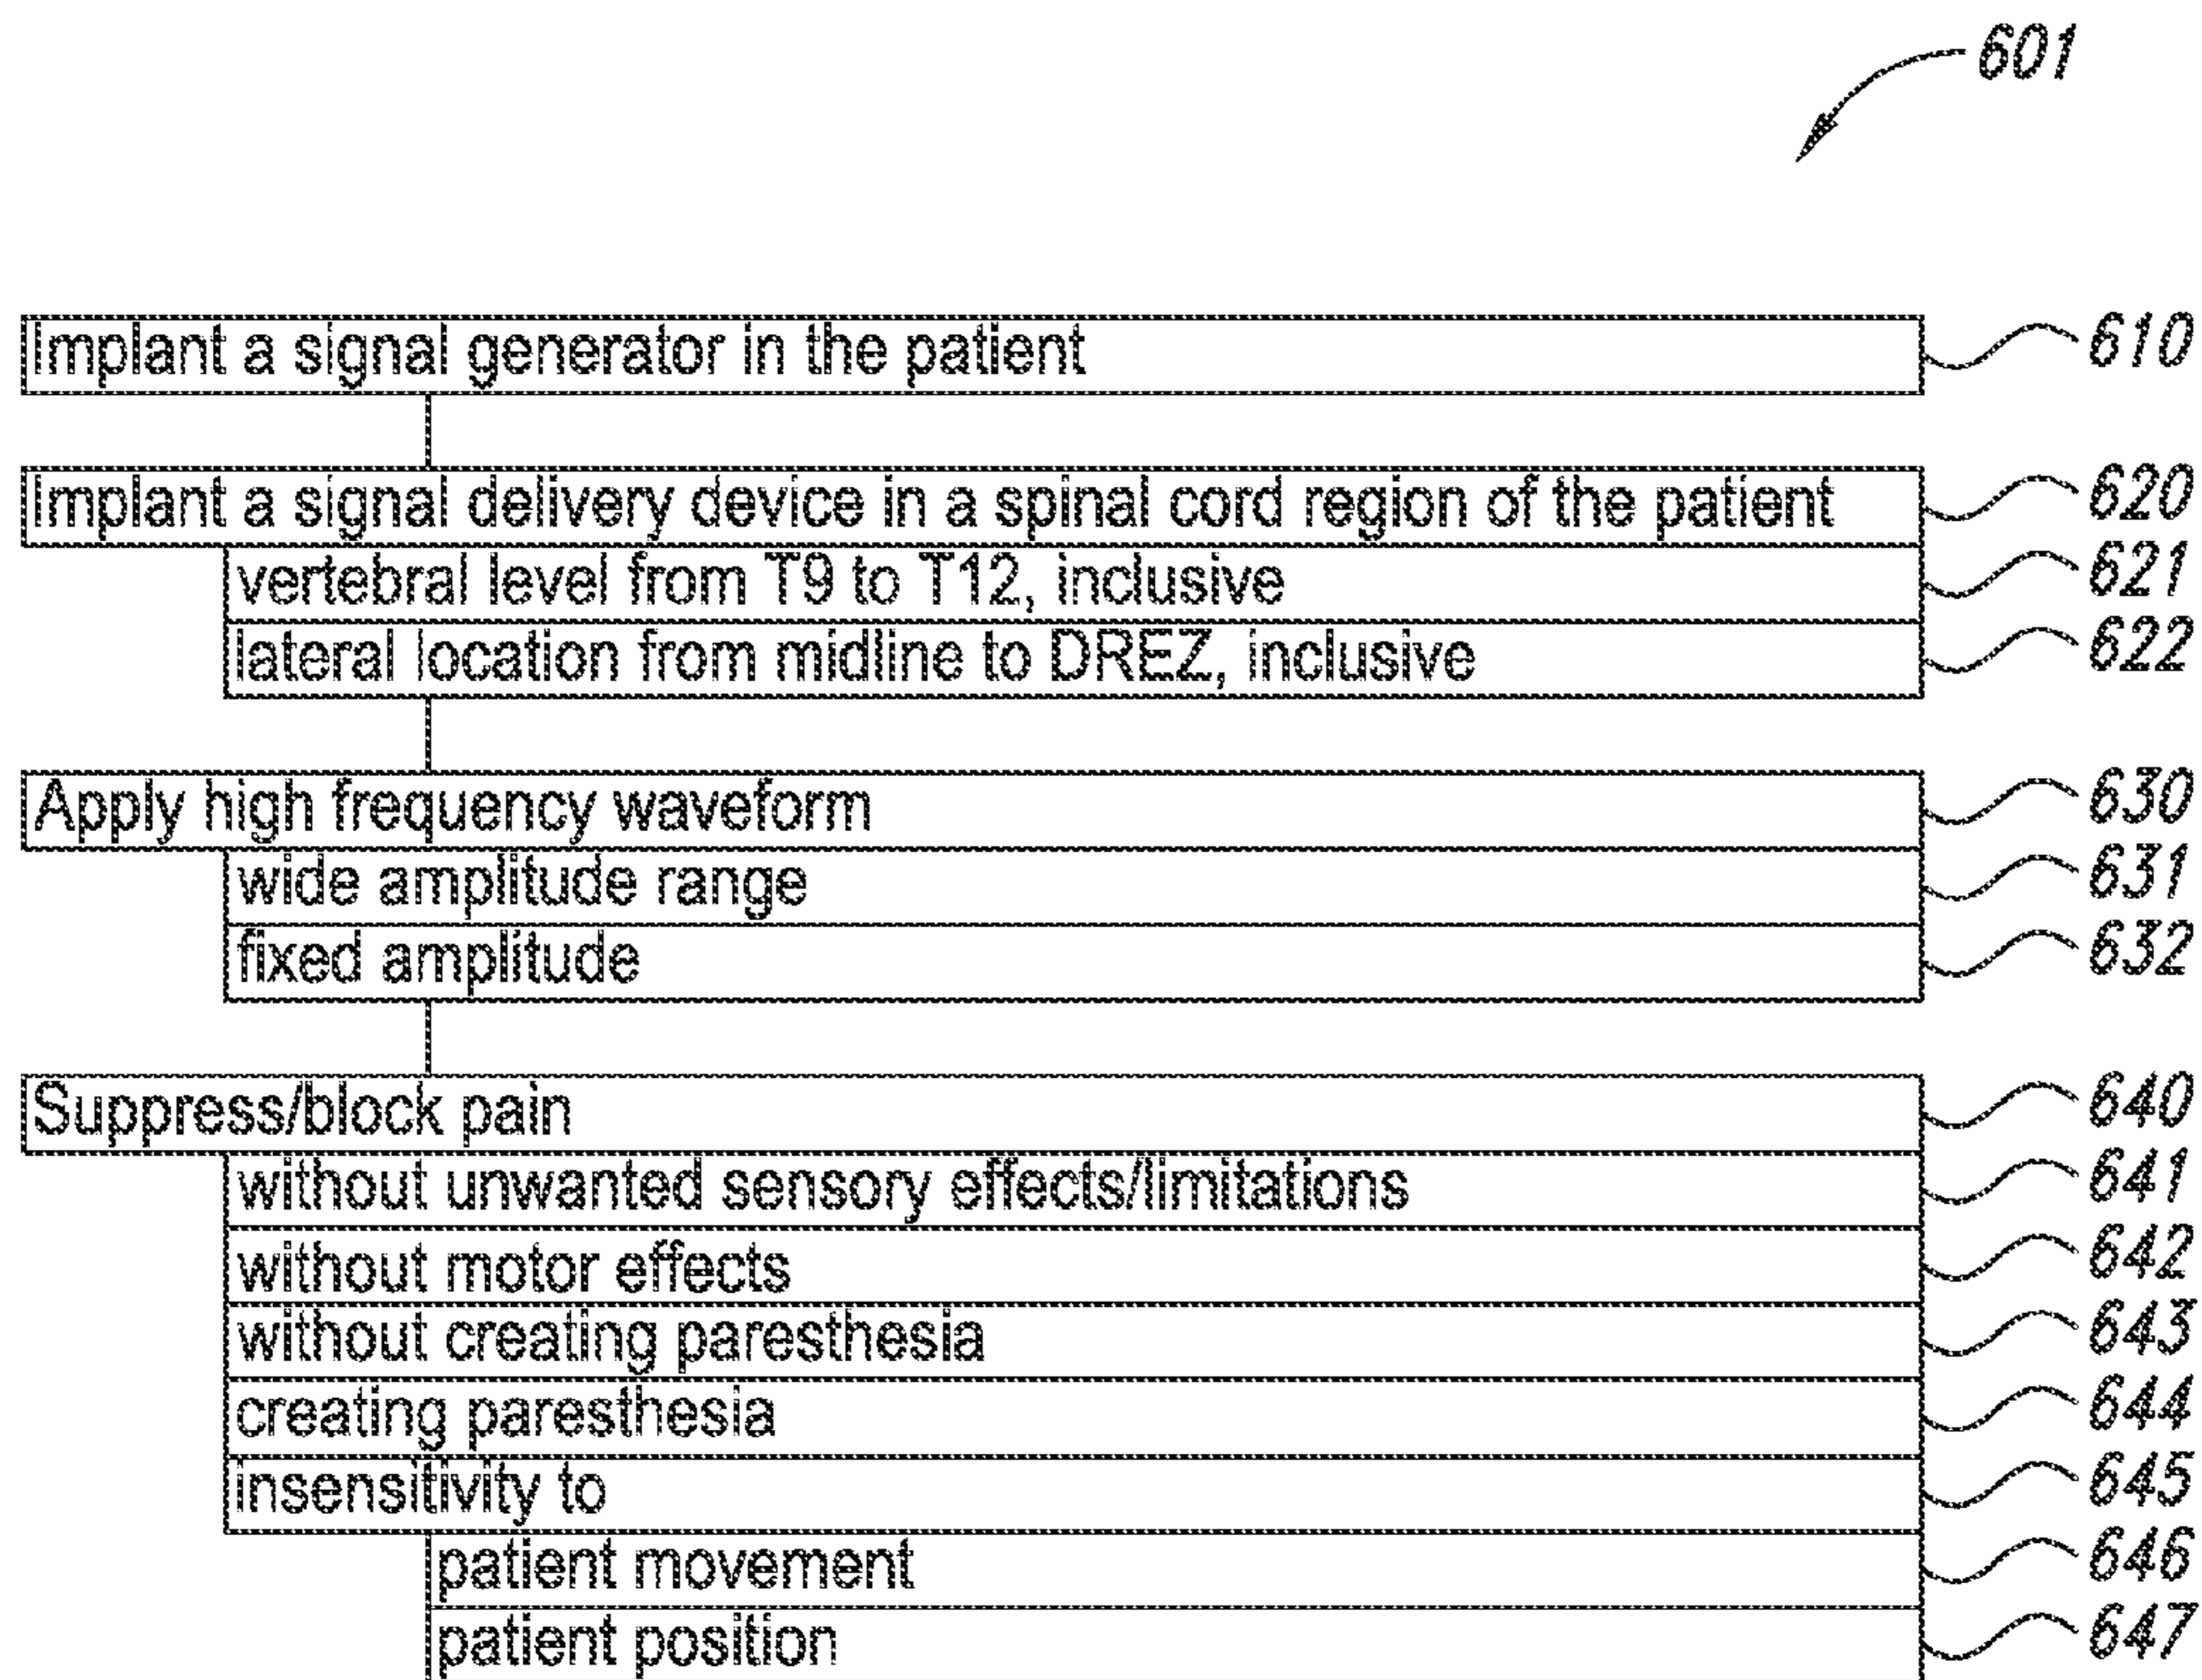 601
Implant a signal generator in the patient 610
Implant a signal delivery device in a spinal cord region of the patient 620
vertebral level from T9 to T12, inclusive 621
lateral location from midline to DREZ, inclusive 622
Apply high frequency waveform 630
wide amplitude range 631
fixed amplitude 632
Suppress/block pain 640
without unwanted sensory effects/limitations 641
without motor effects 642
without creating paresthesia 643
creating paresthesia 644
insensitivity to 645
patient movement 646
patient position 647